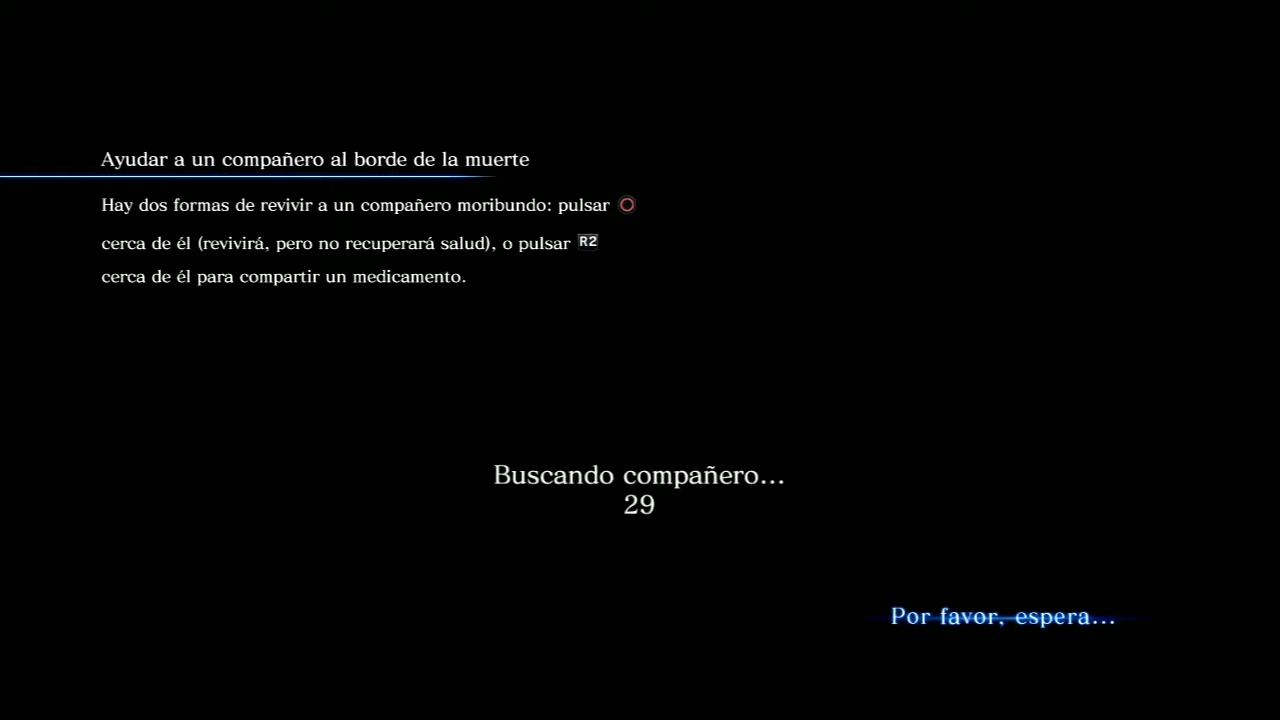 Ayudar a un compañero al borde de la muerte
Hay dos formas de revivir a un compañero moribundo: pulsar
cerca de él (revivirá, pero no recuperará salud), o pulsar R2
cerca de él para compartir un medicamento.
Buscando compañero...
29
Por favor, espera...